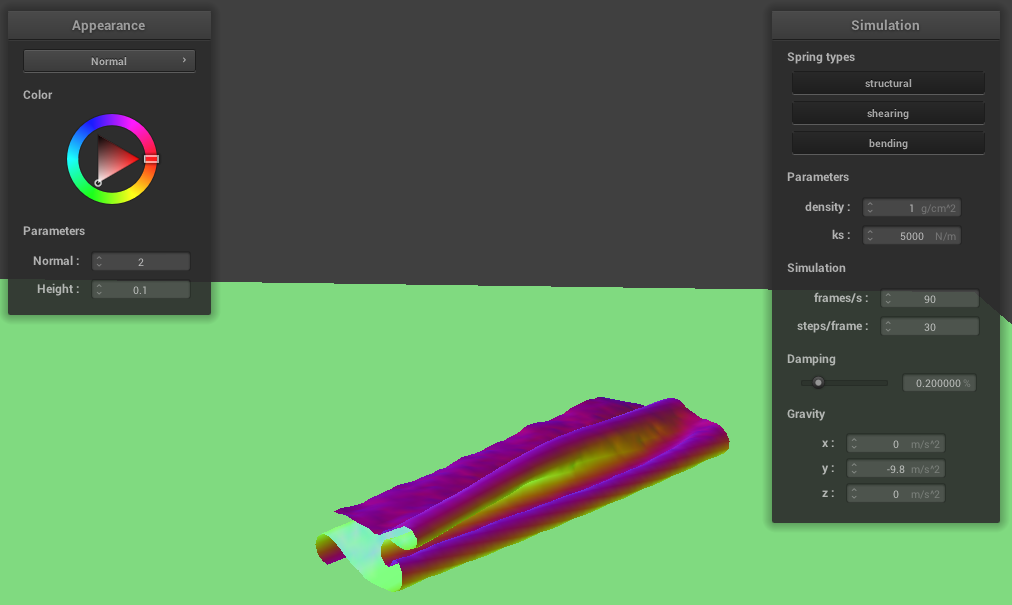 Appearance
Normal
Color
Parameters
Normal : 2
Height : 0.1
Simulation
Spring types
structural
shearing
bending
Parameters
density : 1 g/cm^2
ks : 5000 N/m
Simulation
frames/s : 90
steps/frame : 30
Damping
0.200000 %
Gravity
x : 0 m/s^2
y : -9.8 m/s^2
z : 0 m/s^2